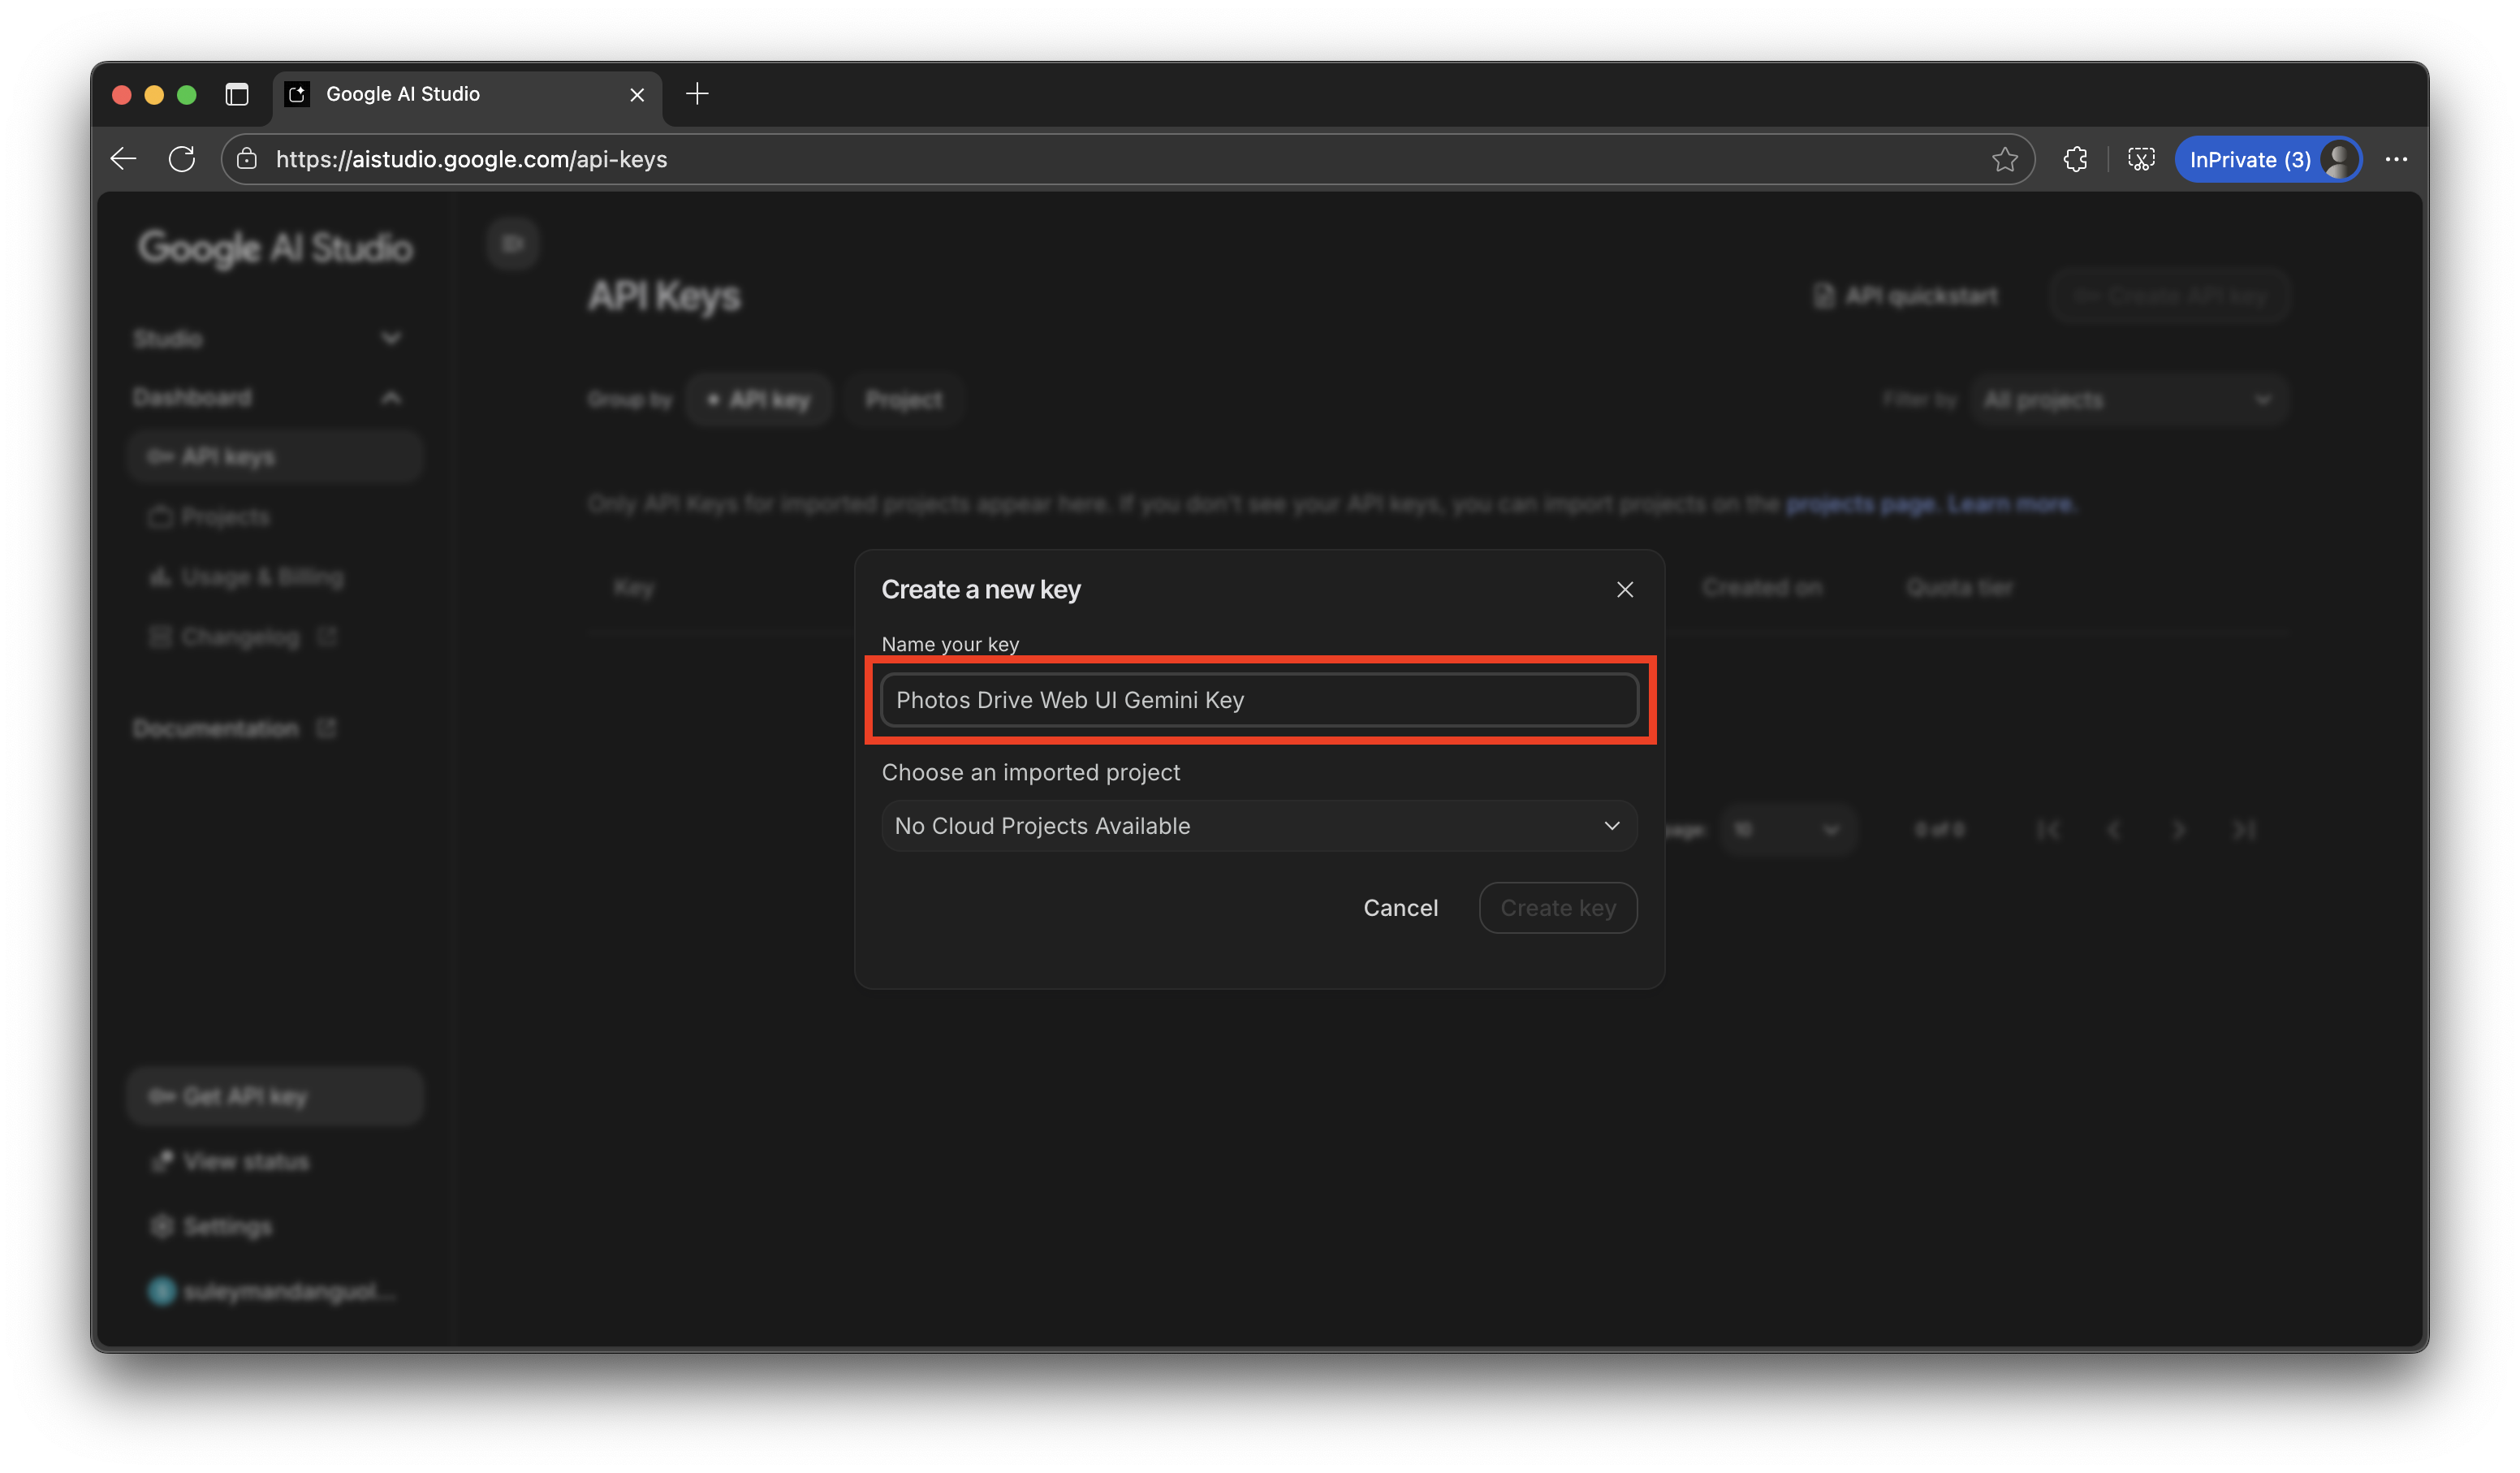 Google AI Studio
https://aistudio.google.com/api-keys
InPrivate (3)
Google AI Studio
Studio
Dashboard
API keys
Projects
Usage & Billing
Changelog
Documentation
Get API key
View status
Settings
suleymandanguol...
API Keys
API quickstart
Create API key
Group by
API key
Project
Filter by
All projects
Only API Keys for imported projects appear here. If you don't see your API keys, you can import projects on the projects page. Learn more.
Key
Created on
Quota tier
Create a new key
Name your key
Photos Drive Web UI Gemini Key
Choose an imported project
No Cloud Projects Available
Cancel
Create key
page:
10
0 of 0